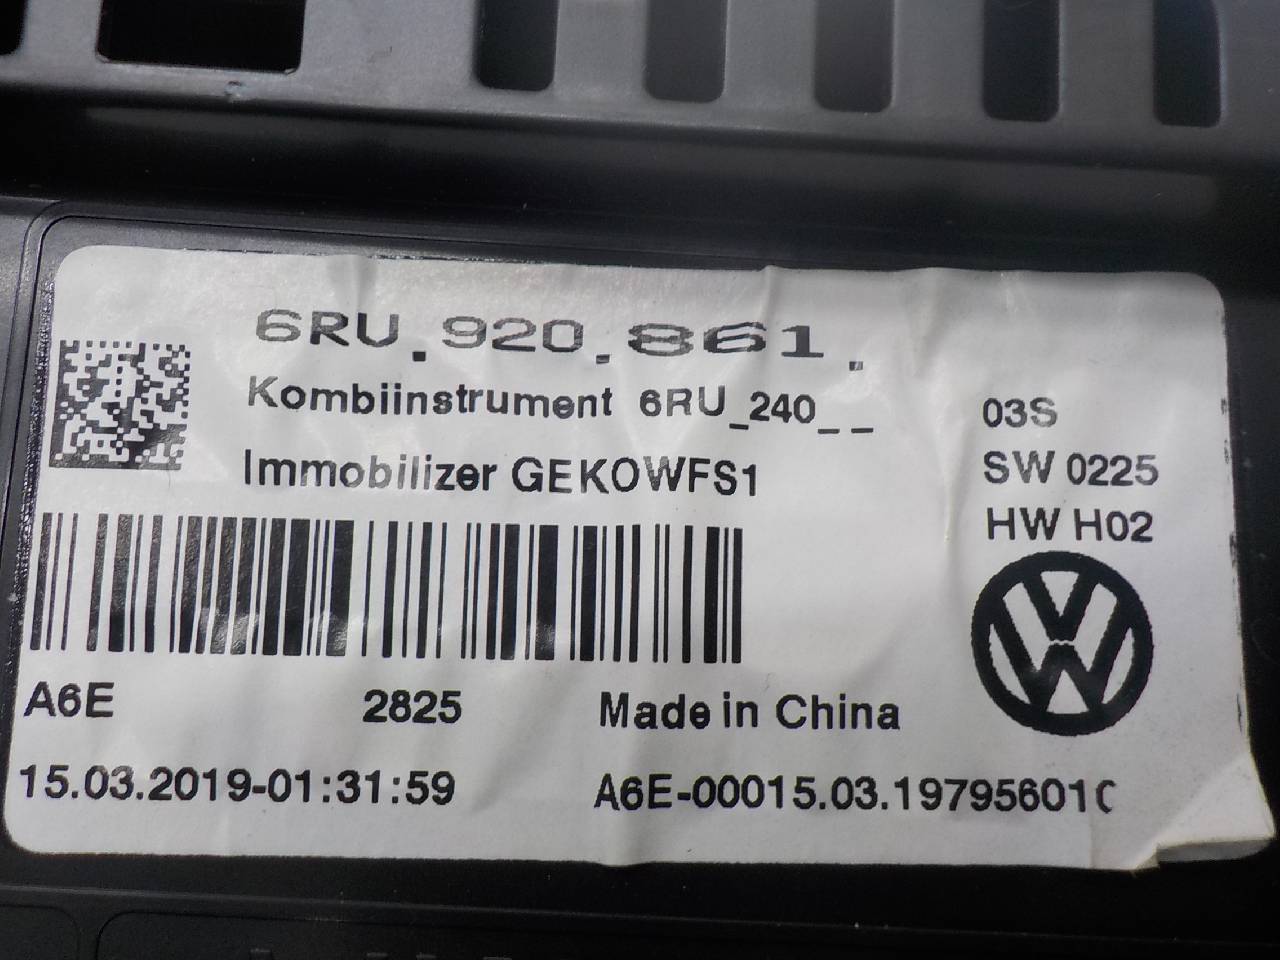 6RU.920.861.
Kombiinstrument 6RU_240__ 03S
Immobilizer GEKOWFS1 SW 0225
HW H02
A6E 2825 Made in China
15.03.2019-01:31:59 A6E-00015.03.19795601